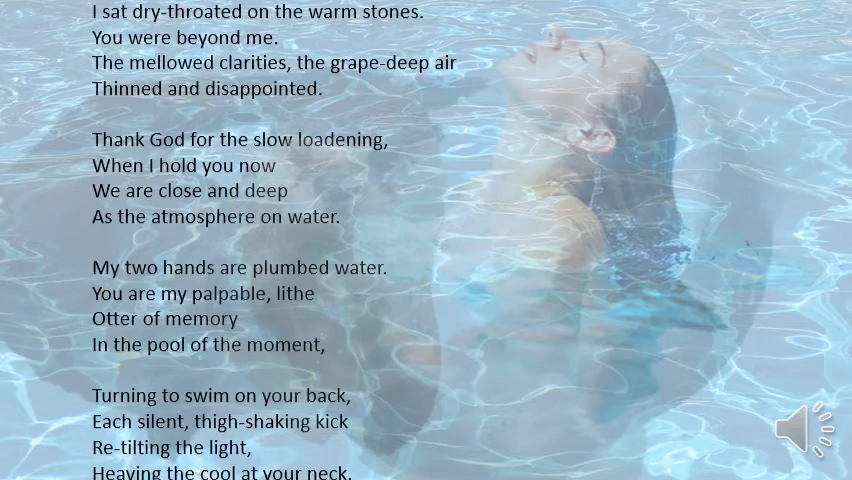 I sat dry-throated on the warm stones.
You were beyond me.
The mellowed clarities, the grape-deep air
Thinned and disappointed.
Thank God for the slow loadening,
When I hold you now
We are close and deep
As the atmosphere on water.
My two hands are plumbed water.
You are my palpable, lithe
Otter of memory
In the pool of the moment,
Turning to swim on your back,
Each silent, thigh-shaking kick
Re-tilting the light,
Heaving the cool at your neck.